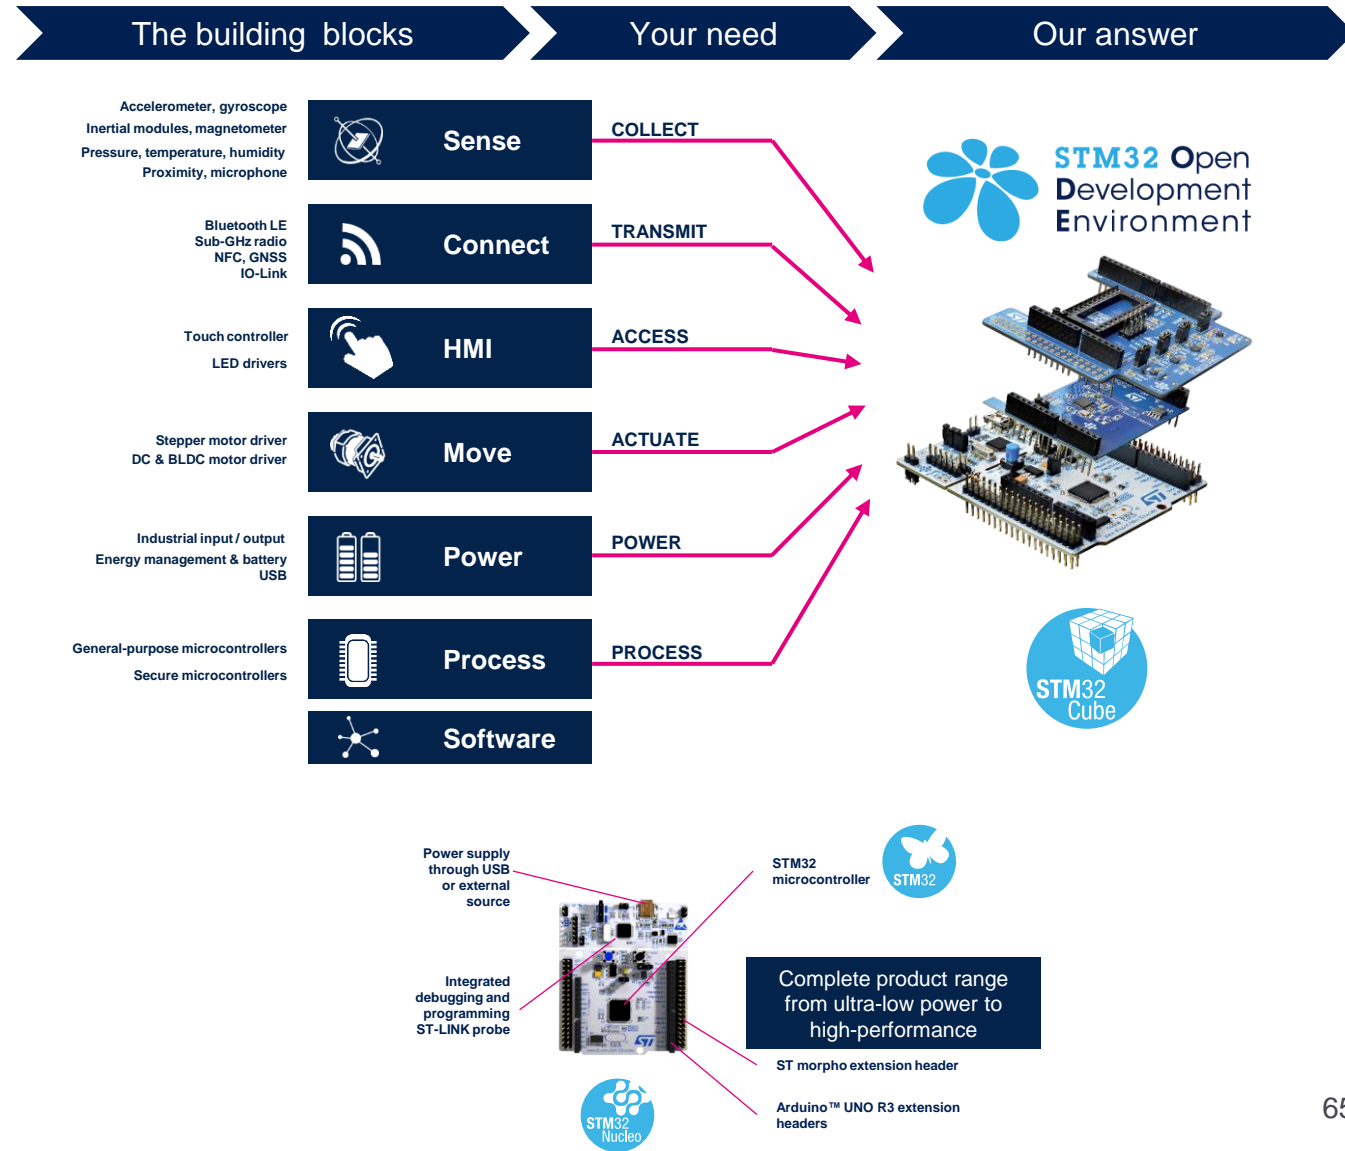 The building blocks
Your need
Our answer
Accelerometer, gyroscope
Inertial modules, magnetometer
Pressure, temperature, humidity
Proximity, microphone
Sense
COLLECT
STM32 Open
Development
Environment
Bluetooth LE
Sub-GHz radio
NFC, GNSS
IO-Link
Connect
TRANSMIT
Touch controller
LED drivers
HMI
ACCESS
Stepper motor driver
DC & BLDC motor driver
Move
ACTUATE
Industrial input / output
Energy management & battery
USB
Power
POWER
General-purpose microcontrollers
Secure microcontrollers
Process
PROCESS
STM32
Cube
Software
Power supply
through USB
or external
source
STM32
microcontroller
STM32
Integrated
debugging and
programming
ST-LINK probe
Complete product range
from ultra-low power to
high-performance
ST morpho extension header
Arduino™ UNO R3 extension
headers
STM32
Nucleo
65